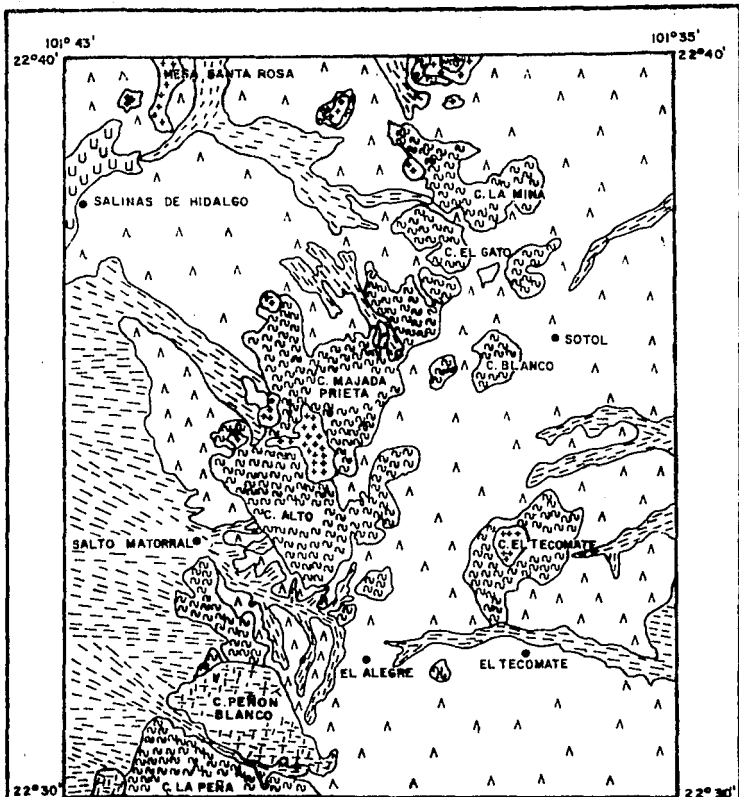 101° 43'
101° 35'
22° 40'
22° 40'
MESA SANTA ROSA
C. LA MINA
SALINAS DE HIDALGO
C. EL GATO
SOTOL
C. BLANCO
C. MAJADA
PRIETA
C. ALTO
SALTO MATORRAL
C. EL TECOMATE
EL ALEGRE
EL TECOMATE
C. PEÑON
BLANCO
C. LA PEÑA
22° 30'
22° 30'